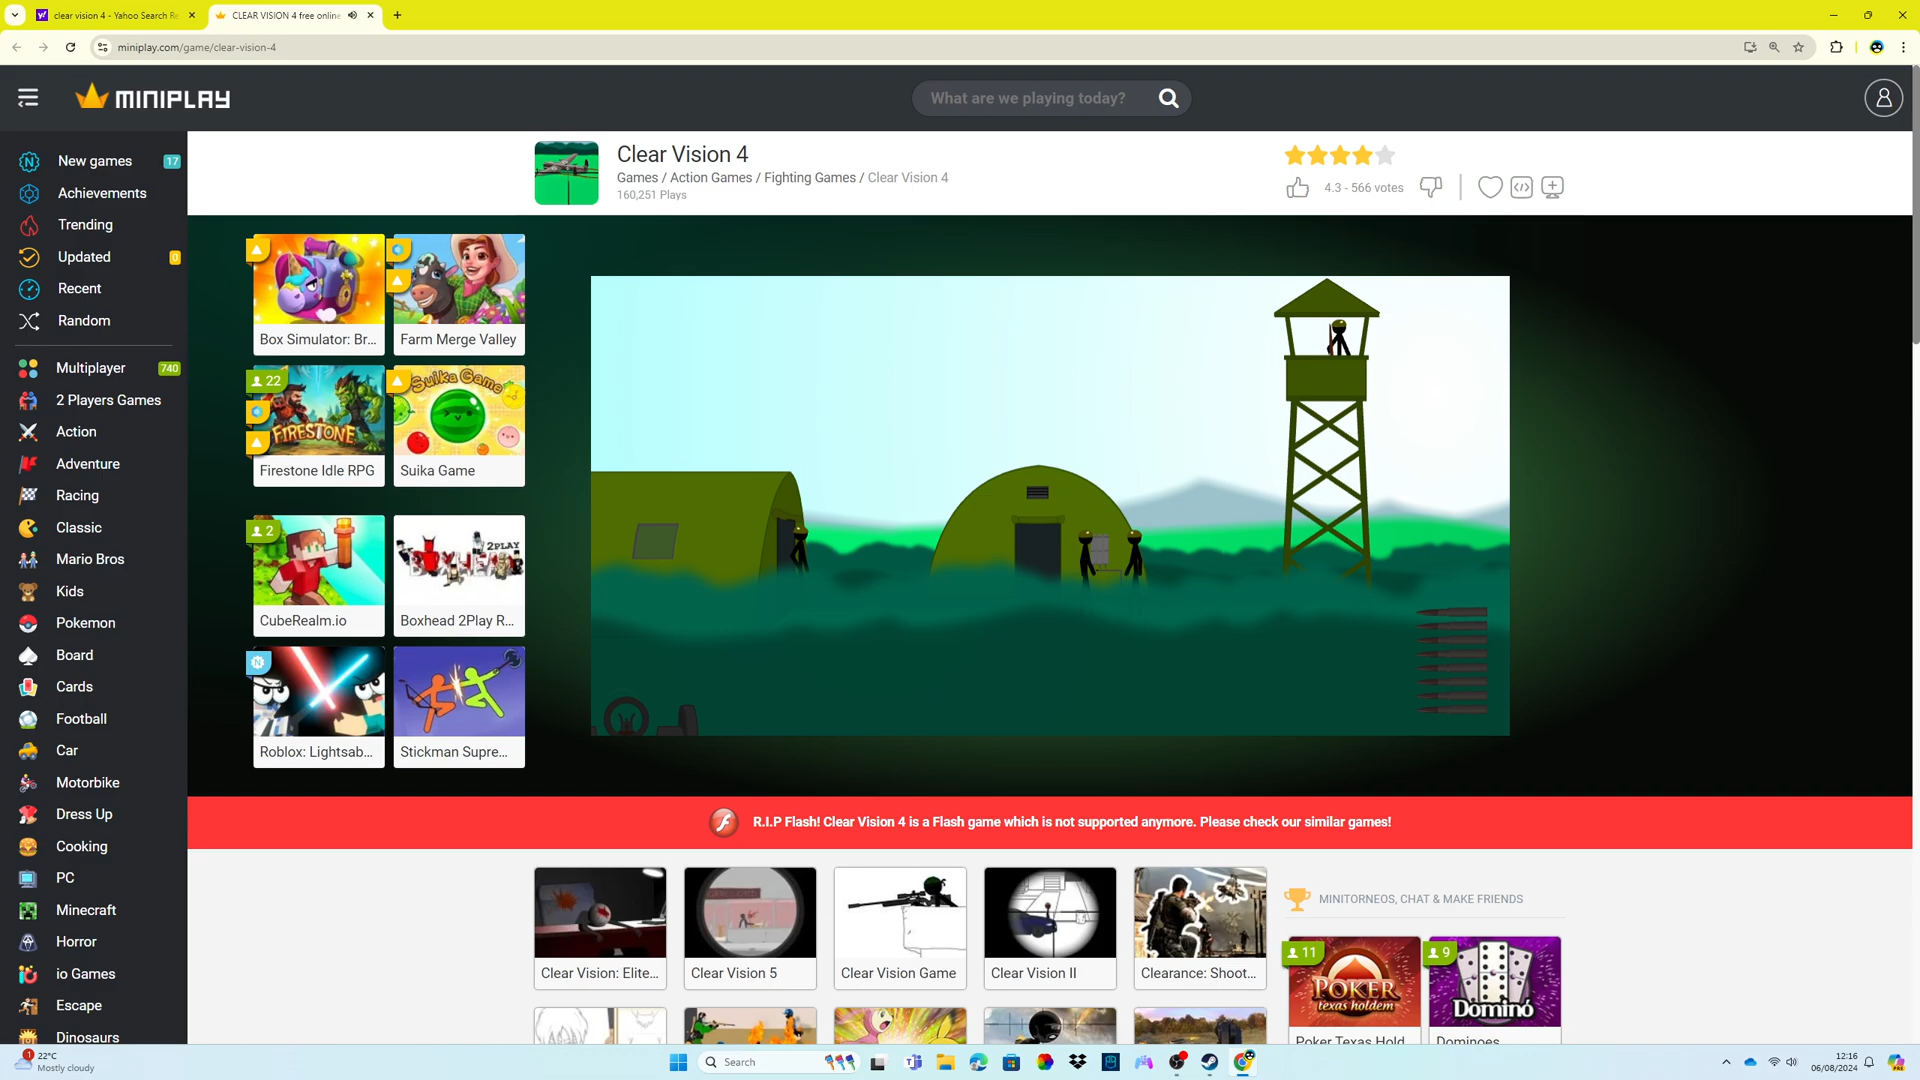 clear vision 4 - Yahoo Search Re
CLEAR VISION 4 free online
miniplay.com/game/clear-vision-4
MINIPLAY
What are we playing today?
New games 17
Achievements
Trending
Updated 0
Recent
Random
Multiplayer 740
2 Players Games
Action
Adventure
Racing
Classic
Mario Bros
Kids
Pokemon
Board
Cards
Football
Car
Motorbike
Dress Up
Cooking
PC
Minecraft
Horror
io Games
Escape
Dinosaurs
Clear Vision 4
Games / Action Games / Fighting Games / Clear Vision 4
160,251 Plays
4.3 - 566 votes
Box Simulator: Br...
Farm Merge Valley
22
FIRESTONE
Suika Game
Firestone Idle RPG
Suika Game
2
2PLAY
BOXHEAD
CubeRealm.io
Boxhead 2Play R...
Roblox: Lightsab...
Stickman Supre...
R.I.P Flash! Clear Vision 4 is a Flash game which is not supported anymore. Please check our similar games!
Clear Vision: Elite...
Clear Vision 5
Clear Vision Game
Clear Vision II
Clearance: Shoot...
MINITORNEOS, CHAT & MAKE FRIENDS
11
POKER
texas holdem
9
Dominó
Poker Texas Hold
Dominoes
1
22°C
Mostly cloudy
Search
12:16
06/08/2024
PRE